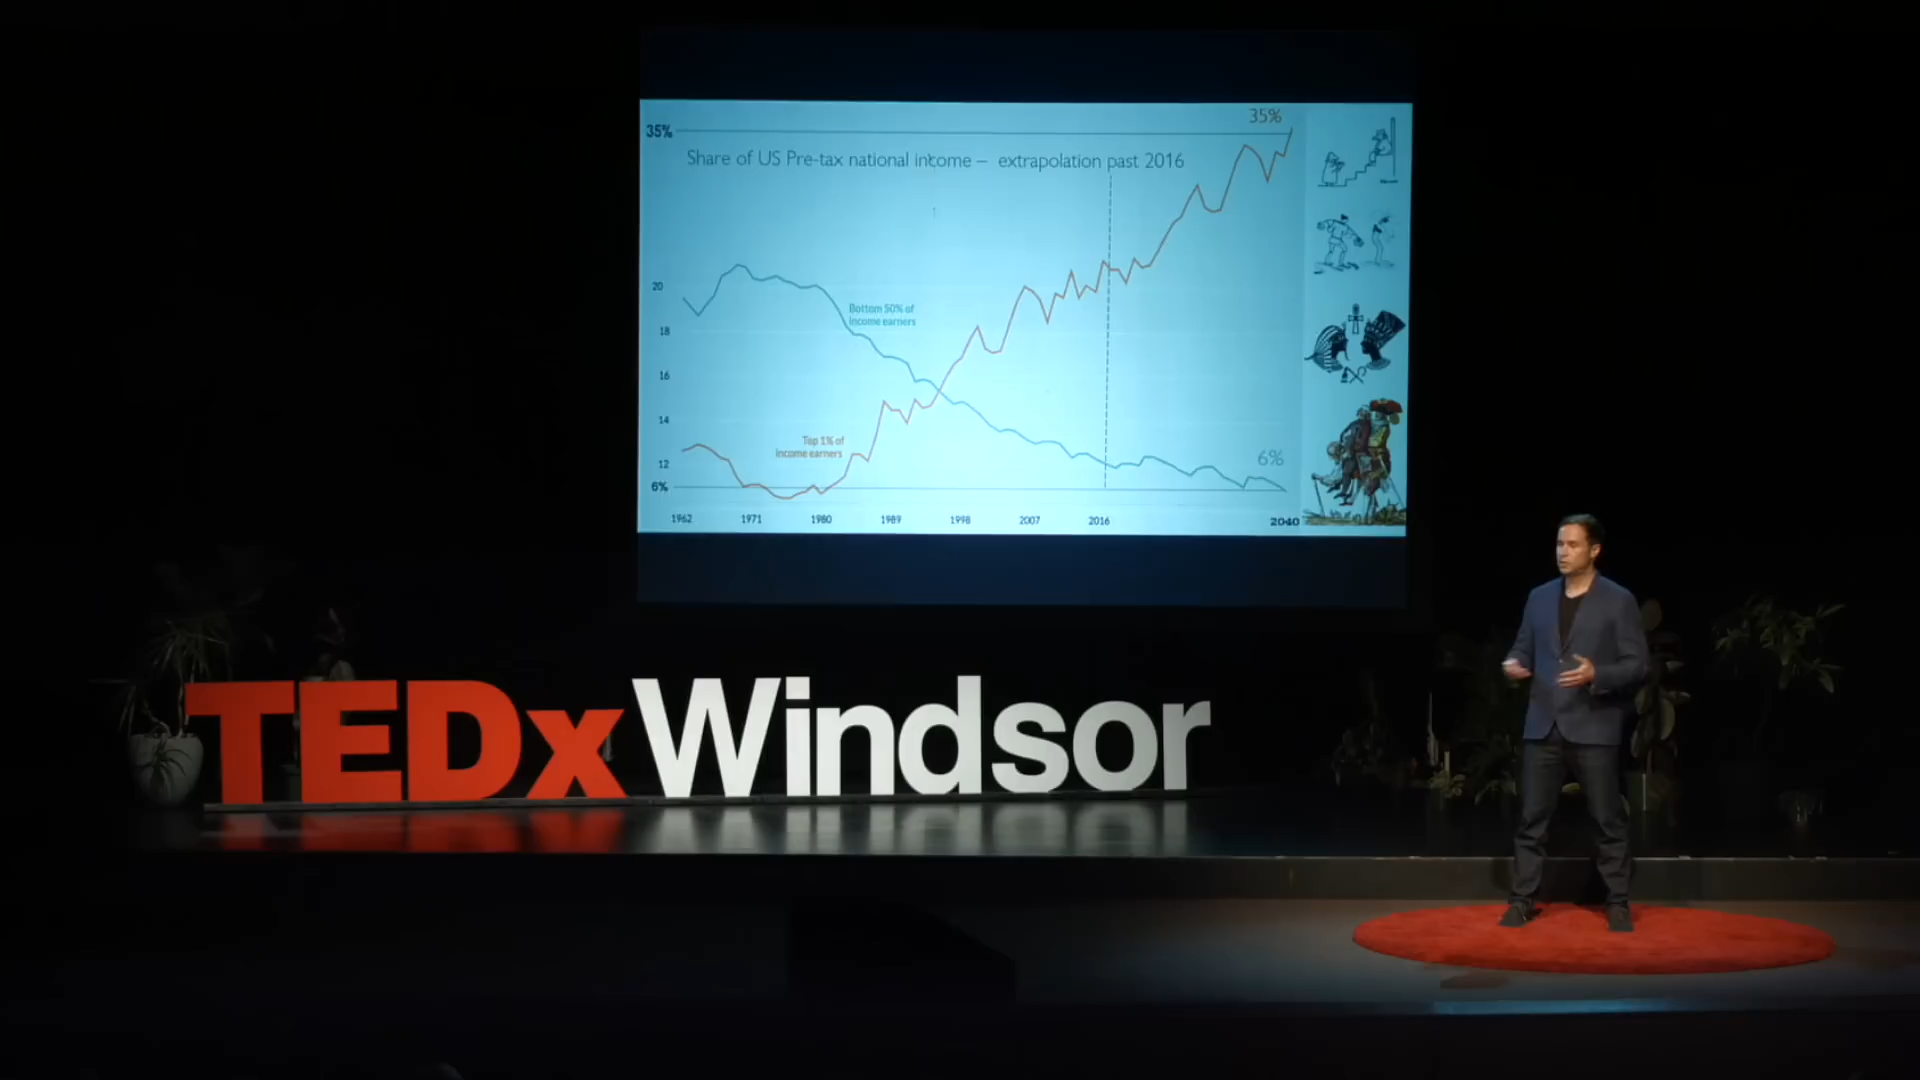 35%
35%
Share of US Pre-tax national income – extrapolation past 2016
20
Bottom 50% of
income earners
18
16
14
Top 1% of
income earners
12
6%
6%
1962 1971 1980 1989 1998 2007 2016 2040
TEDxWindsor